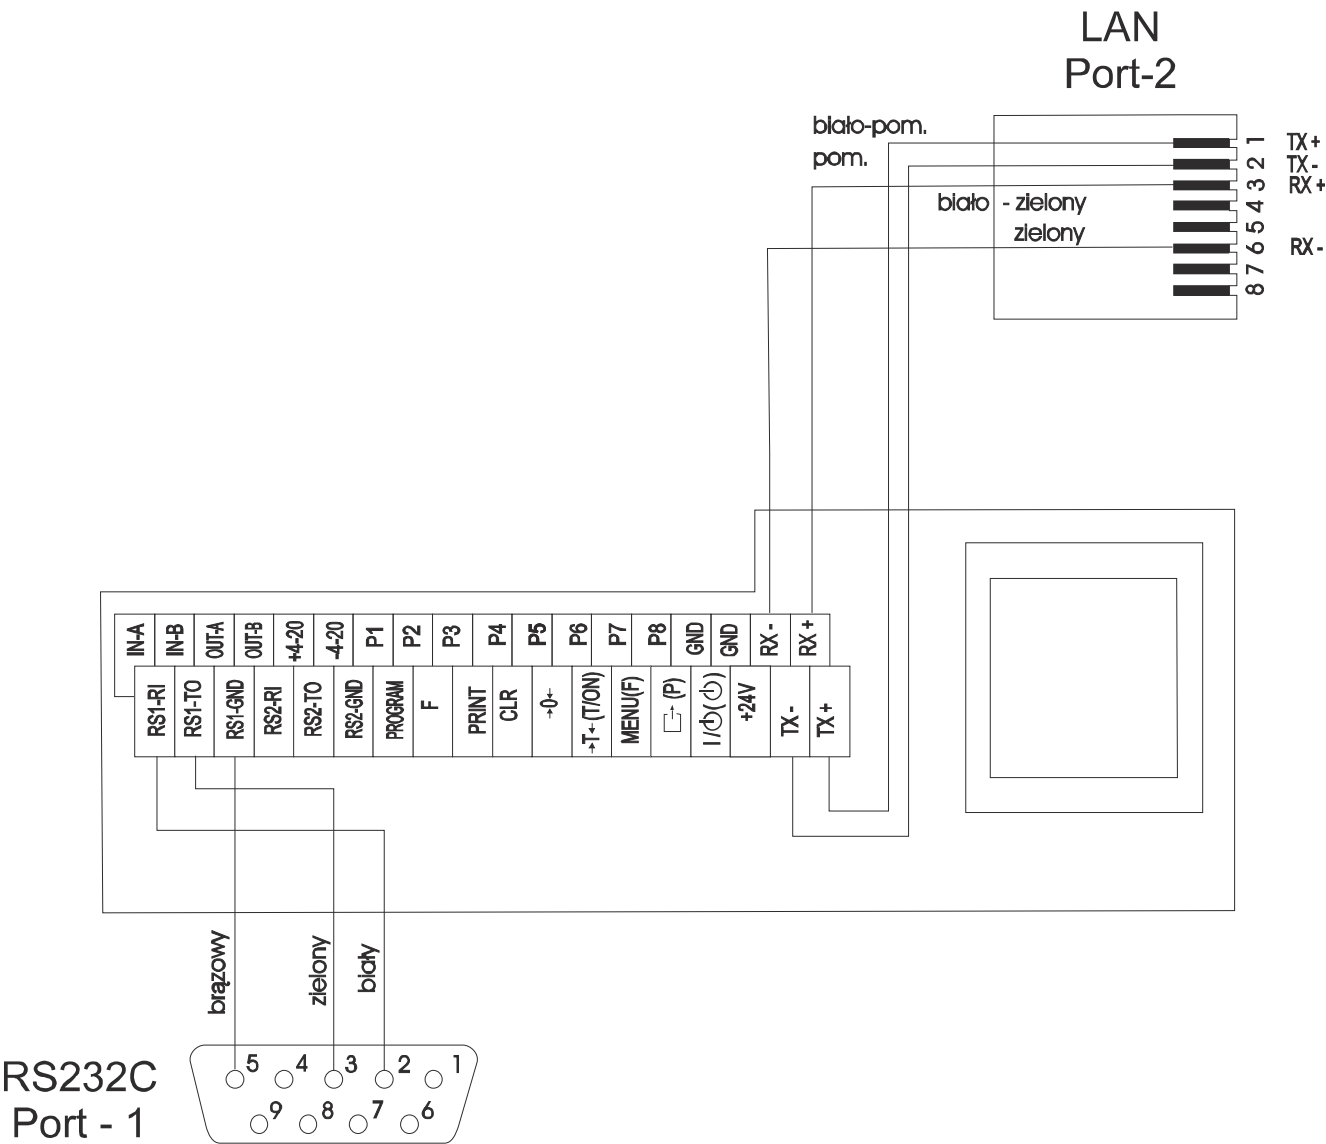 LAN
Port-2
biało-pom.
pom.
biało - zielony
zielony
1 TX +
2 TX -
3 RX +
4
5
6 RX -
7
8
IN-A IN-B OUT-A OUT-B +4-20 -4-20 P1 P2 P3 P4 P5 P6 P7 P8 GND GND RX - RX +
RS1-RI RS1-TO RS1-GND RS2-RI RS2-TO RS2-GND PROGRAM F PRINT CLR →0← →T←(T/ON) MENU(F) (P) I/⏻(⏻) +24V TX - TX +
brązowy
zielony
biały
RS232C
Port - 1
5 4 3 2 1
9 8 7 6